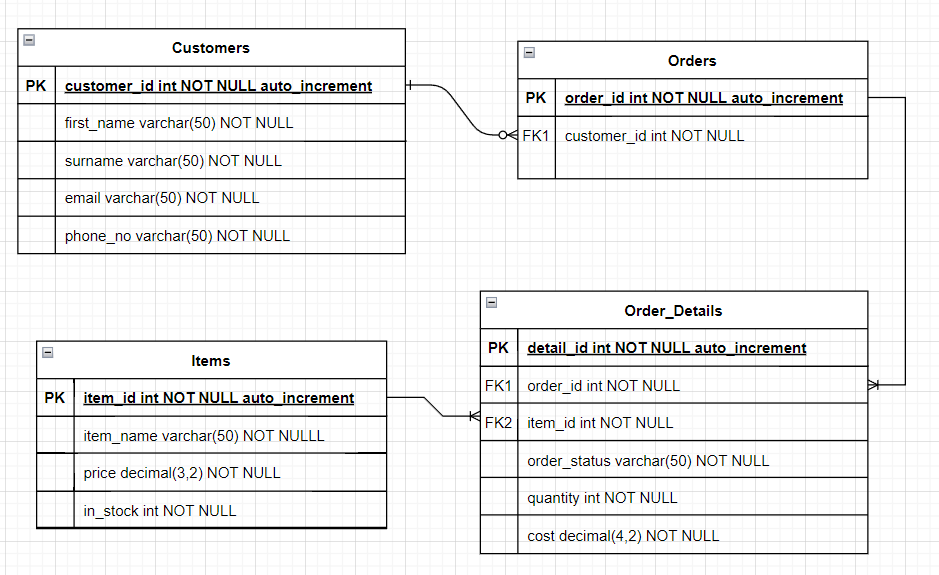 Customers
PK customer_id int NOT NULL auto_increment
first_name varchar(50) NOT NULL
surname varchar(50) NOT NULL
email varchar(50) NOT NULL
phone_no varchar(50) NOT NULL
Orders
PK order_id int NOT NULL auto_increment
FK1 customer_id int NOT NULL
Items
PK item_id int NOT NULL auto_increment
item_name varchar(50) NOT NULLL
price decimal(3,2) NOT NULL
in_stock int NOT NULL
Order_Details
PK detail_id int NOT NULL auto_increment
FK1 order_id int NOT NULL
FK2 item_id int NOT NULL
order_status varchar(50) NOT NULL
quantity int NOT NULL
cost decimal(4,2) NOT NULL